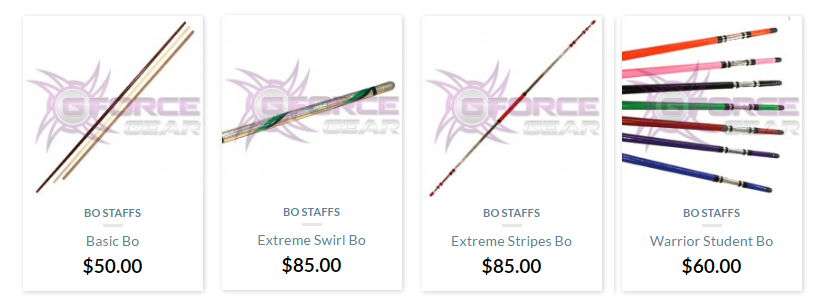 GFORCE
GEAR
BO STAFFS
Basic Bo
$50.00
GFORCE
GEAR
BO STAFFS
Extreme Swirl Bo
$85.00
GFORCE
GEAR
BO STAFFS
Extreme Stripes Bo
$85.00
GFORCE
GEAR
BO STAFFS
Warrior Student Bo
$60.00